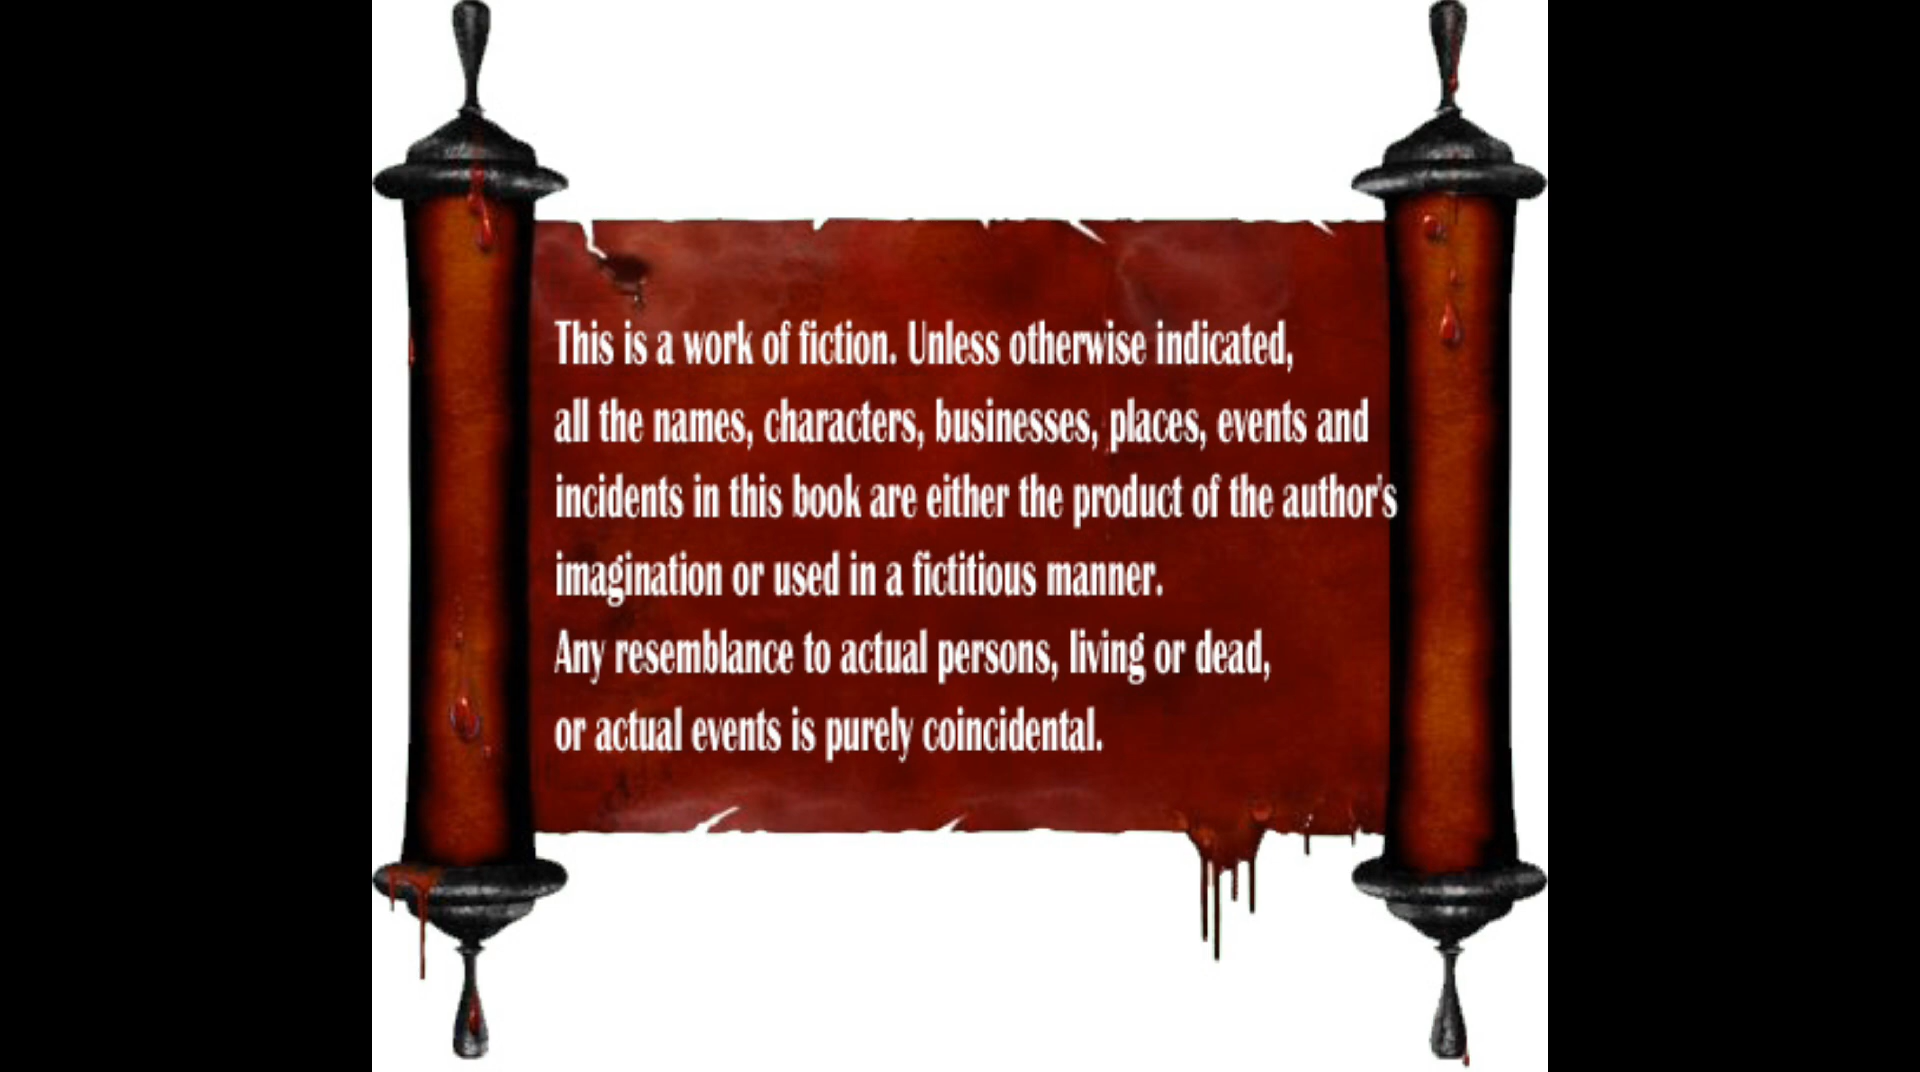 This is a work of fiction. Unless otherwise indicated,
all the names, characters, businesses, places, events and
incidents in this book are either the product of the author's
imagination or used in a fictitious manner.
Any resemblance to actual persons, living or dead,
or actual events is purely coincidental.